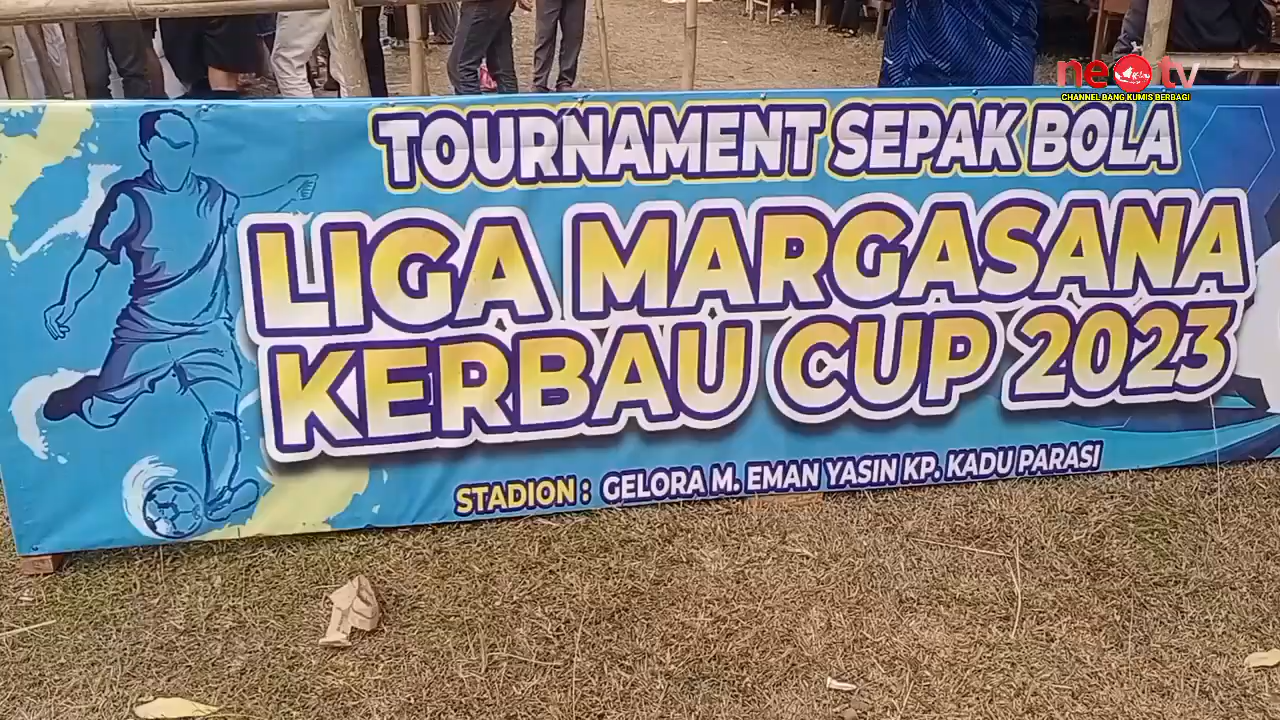 neotv
CHANNEL BANG KUMIS BERBAGI
TOURNAMENT SEPAK BOLA
LIGA MARGASANA
KERBAU CUP 2023
STADION : GELORA M. EMAN YASIN KP. KADU PARASI